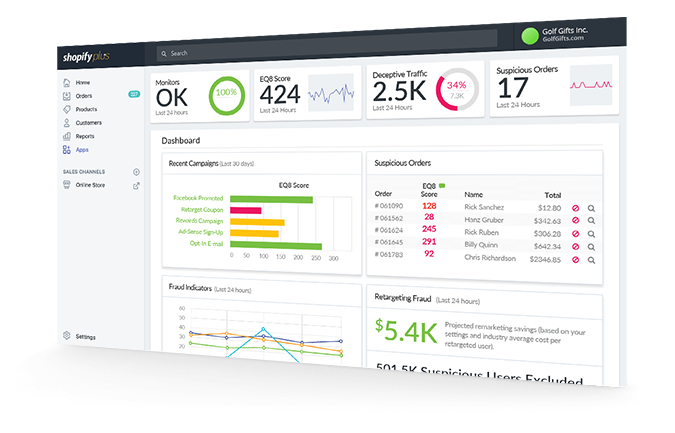 shopifyplus
Search
Golf Gifts Inc.
GolfGifts.com
Home
Orders
227
Products
Customers
Reports
Apps
SALES CHANNELS
Online Store
Settings
Monitors
OK
Last 24 hours
100%
EQ8 Score
424
Last 24 Hours
Deceptive Traffic
2.5K
Last 24 Hours
34%
7.3K
Suspicious Orders
17
Last 24 Hours
Dashboard
Recent Campaigns (Last 30 days)
EQ8 Score
Facebook Promoted
Retarget Coupon
Rewards Campaign
Ad-Sense Sign-Up
Opt-In E-mail
0 50 100 150 200 250 300
Suspicious Orders
Order EQ8 Score Name Total
# 061090 128 Rick Sanchez $12.80
# 061562 28 Hanz Gruber $342.63
# 061624 245 Rick Ruben $306.28
# 061645 291 Billy Quinn $642.34
# 061783 92 Chris Richardson $2346.85
Fraud Indicators (Last 24 hours)
60
50
40
30
20
Retargeting Fraud (Last 24 hours)
$5.4K
Projected remarketing savings (based on your
settings and industry average cost per
retargeted user).
501.5K Suspicious Users Excluded